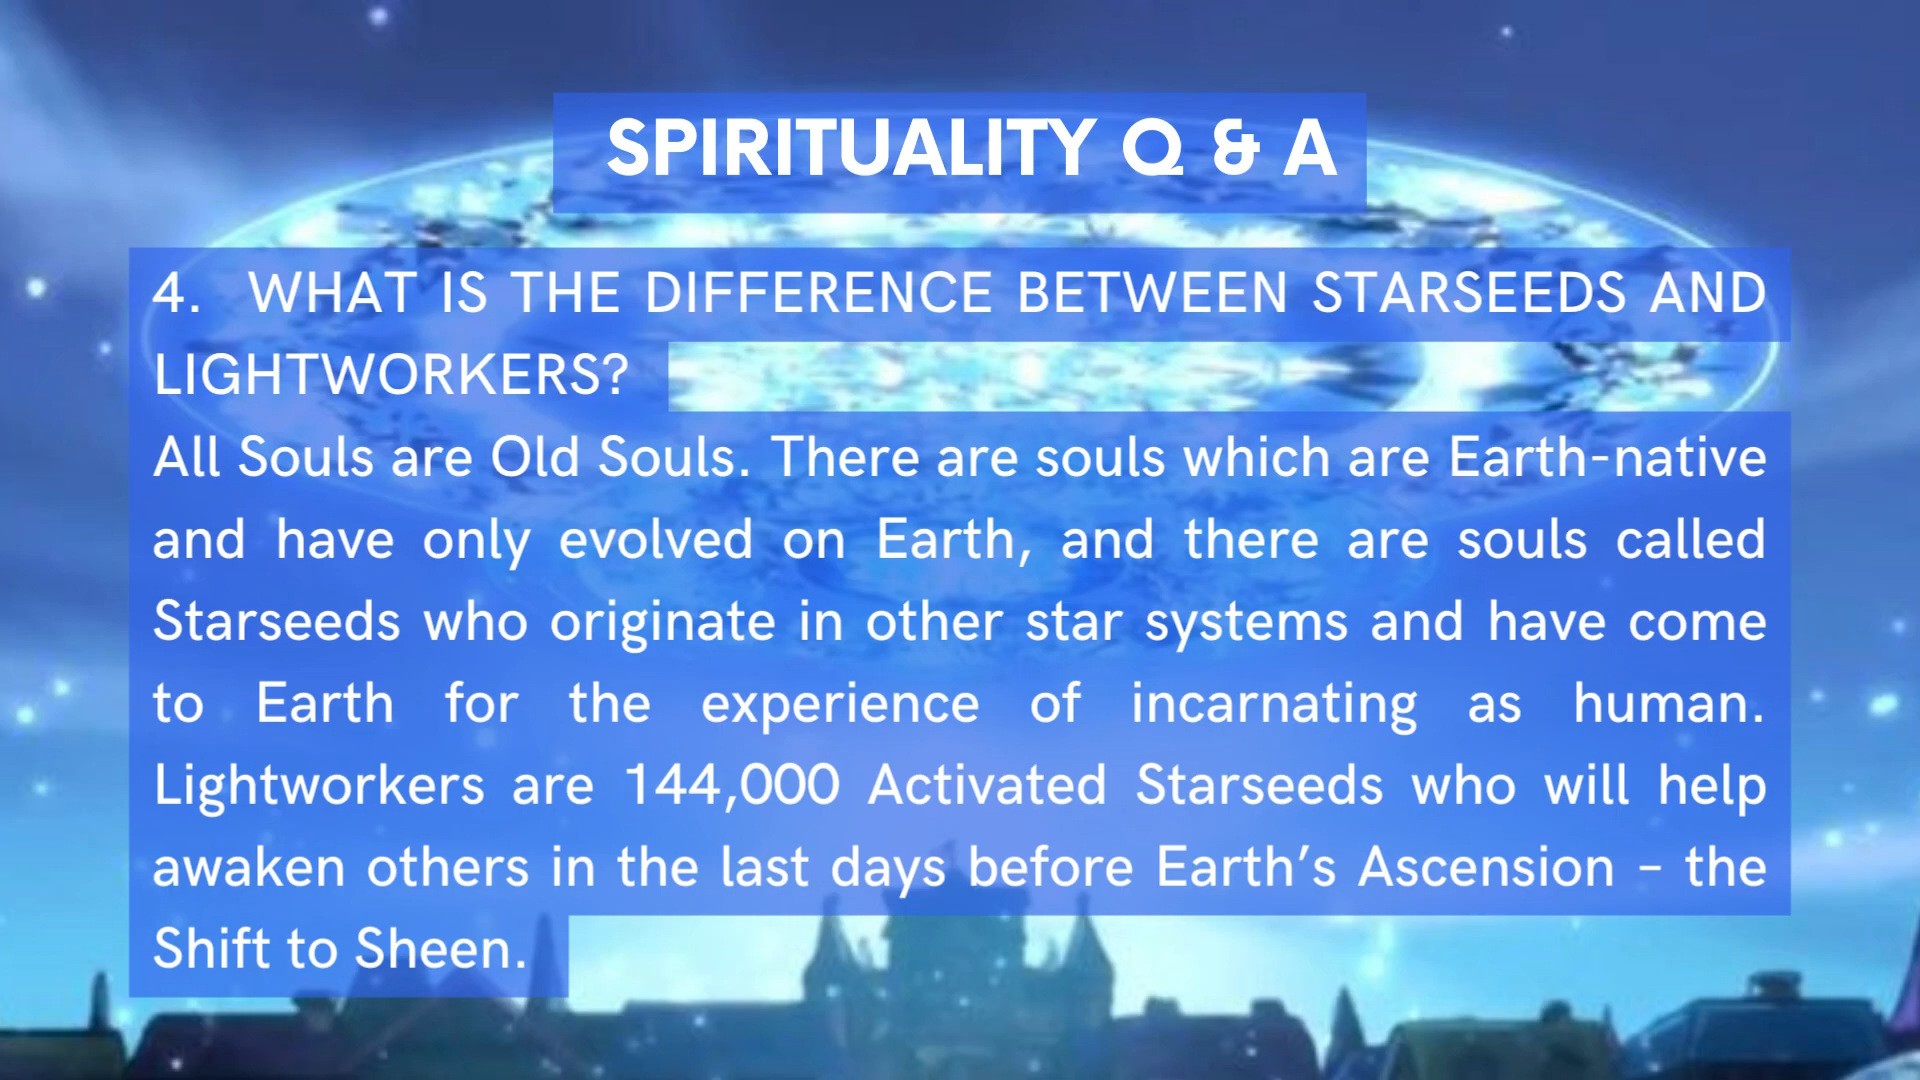 SPIRITUALITY Q & A
4. WHAT IS THE DIFFERENCE BETWEEN STARSEEDS AND
LIGHTWORKERS?
All Souls are Old Souls. There are souls which are Earth-native
and have only evolved on Earth, and there are souls called
Starseeds who originate in other star systems and have come
to Earth for the experience of incarnating as human.
Lightworkers are 144,000 Activated Starseeds who will help
awaken others in the last days before Earth’s Ascension – the
Shift to Sheen.